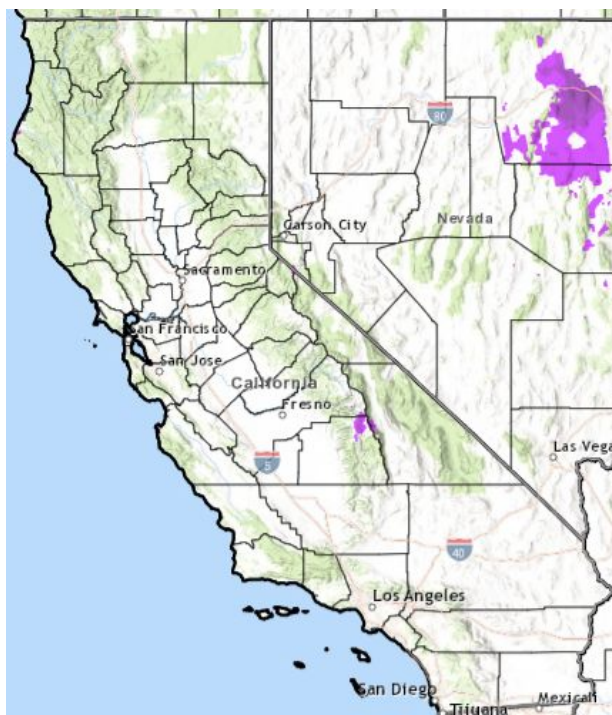 80
Carson City
Nevada
Sacramento
San Francisco
San Jose
California
Fresno
Las Vega
5
40
Los Angeles
San Diego
Tijuana
Mexicali